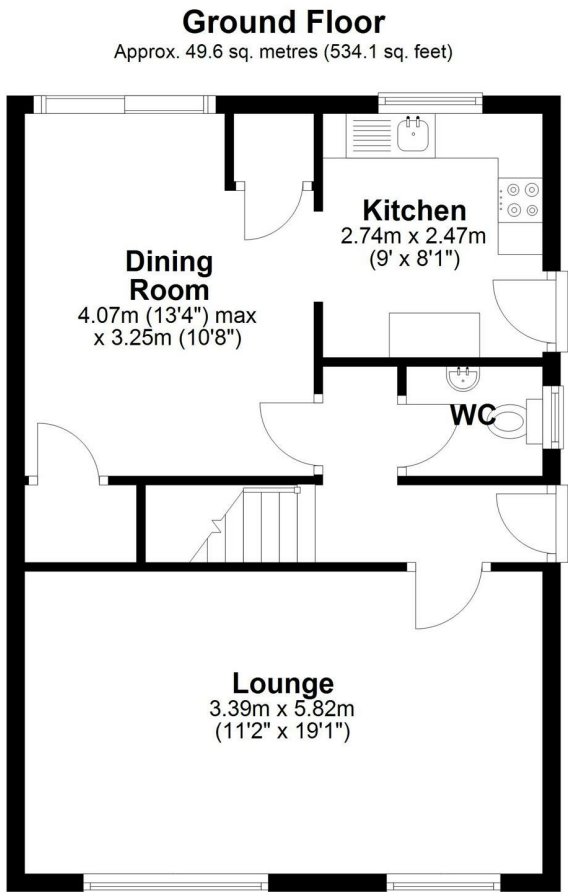 Ground Floor
Approx. 49.6 sq. metres (534.1 sq. feet)
Kitchen
2.74m x 2.47m
(9' x 8'1")
Dining
Room
4.07m (13'4") max
x 3.25m (10'8")
WC
Lounge
3.39m x 5.82m
(11'2" x 19'1")